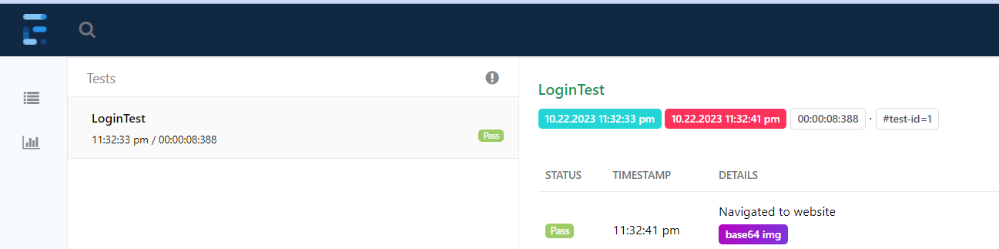 Tests
LoginTest
11:32:33 pm / 00:00:08:388
Pass
LoginTest
10.22.2023 11:32:33 pm 10.22.2023 11:32:41 pm 00:00:08:388 · #test-id=1
STATUS TIMESTAMP DETAILS
Navigated to website
Pass 11:32:41 pm
base64 img